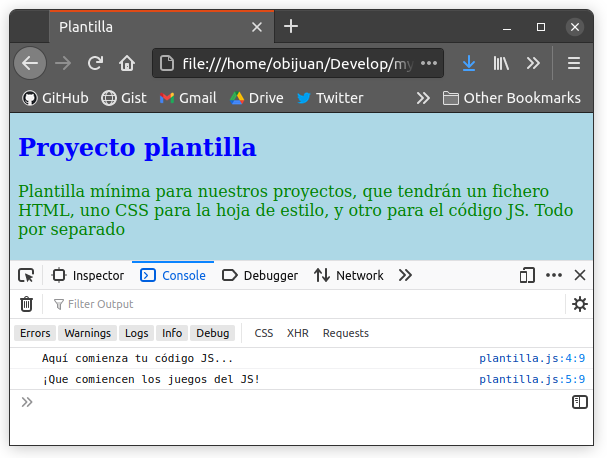 Plantilla
file:///home/obijuan/Develop/my
GitHub Gist Gmail Drive Twitter Other Bookmarks
Proyecto plantilla
Plantilla mínima para nuestros proyectos, que tendrán un fichero
HTML, uno CSS para la hoja de estilo, y otro para el código JS. Todo
por separado
Inspector Console Debugger Network
Filter Output
Errors Warnings Logs Info Debug CSS XHR Requests
Aquí comienza tu código JS... plantilla.js:4:9
¡Que comiencen los juegos del JS! plantilla.js:5:9